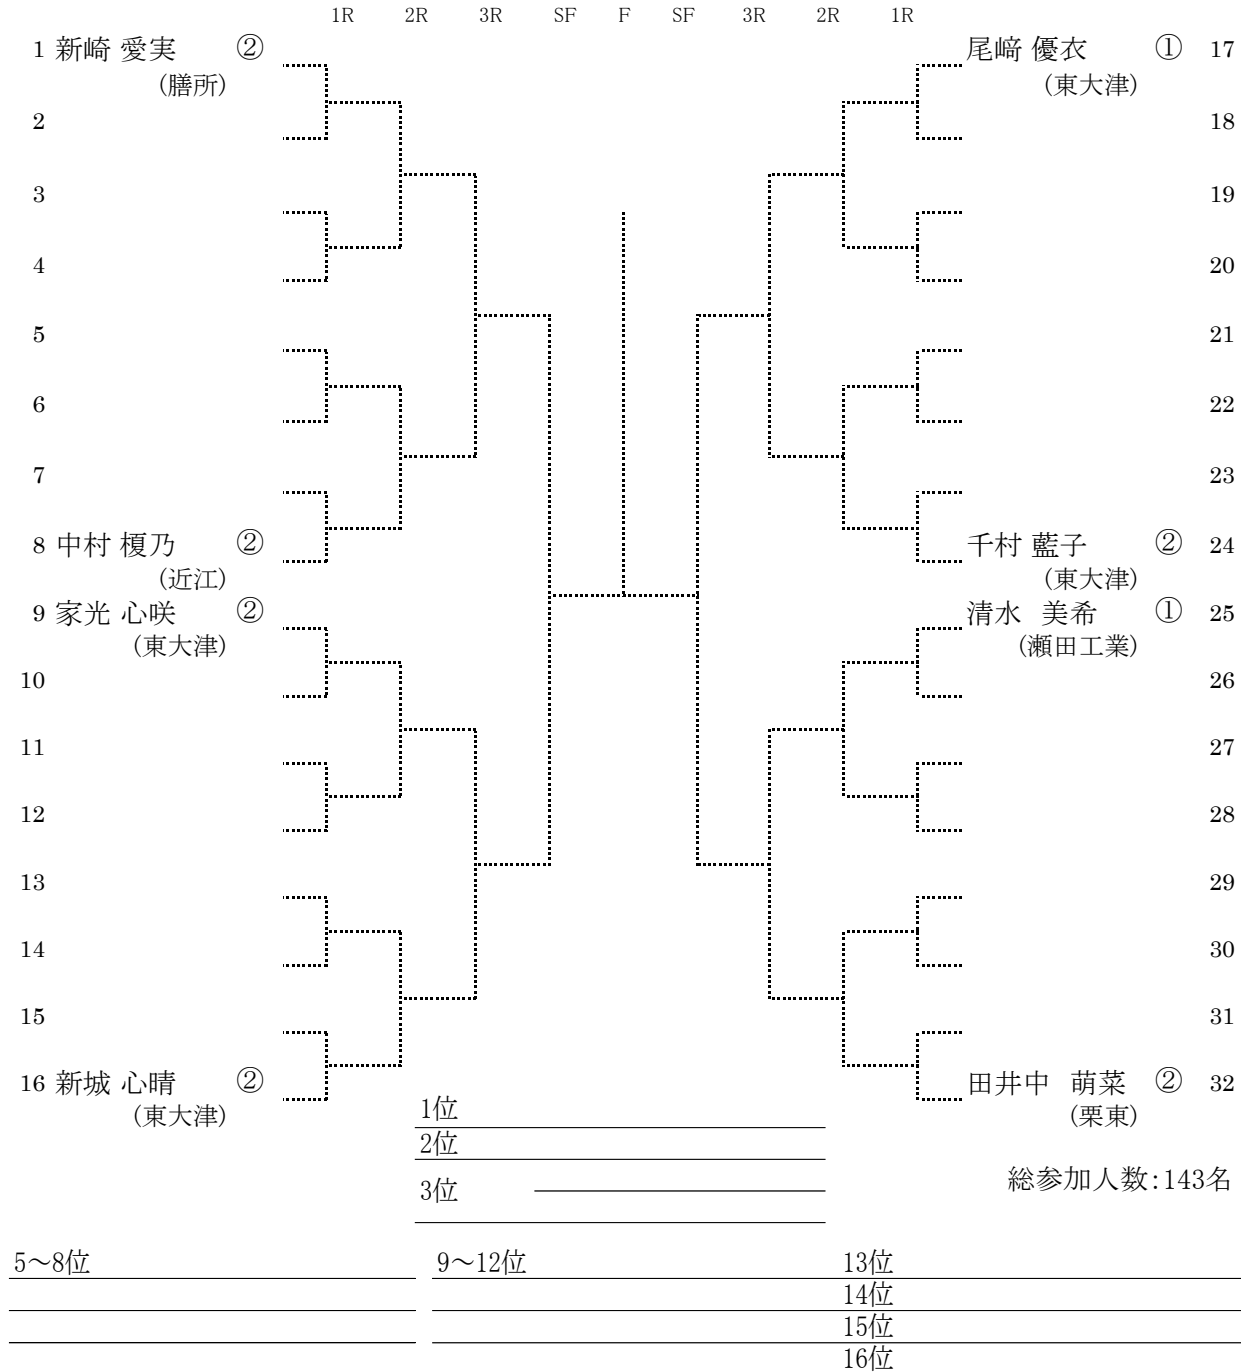 1R 2R 3R SF F SF 3R 2R 1R
1 新崎 愛実 ② 尾﨑 優衣 ① 17
(膳所) (東大津)
2 18
3 19
4 20
5 21
6 22
7 23
8 中村 榎乃 ② 千村 藍子 ② 24
(近江) (東大津)
9 家光 心咲 ② 清水 美希 ① 25
(東大津) (瀬田工業)
10 26
11 27
12 28
13 29
14 30
15 31
16 新城 心晴 ② 田井中 萌菜 ② 32
(東大津) (栗東)
1位
2位
3位
総参加人数:143名
5～8位 9～12位 13位
14位
15位
16位